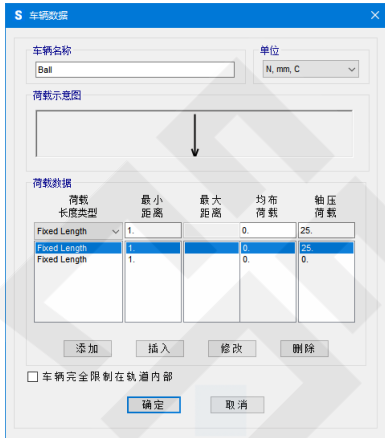 S 车辆数据
车辆名称 单位
Ball N, mm, C
荷载示意图
荷载数据
荷载 最小 最大 均布 轴压
长度类型 距离 距离 荷载 荷载
Fixed Length 1. 0. 25.
Fixed Length 1. 0. 25.
Fixed Length 1. 0. 0.
添加 插入 修改 删除
车辆完全限制在轨道内部
确定 取消